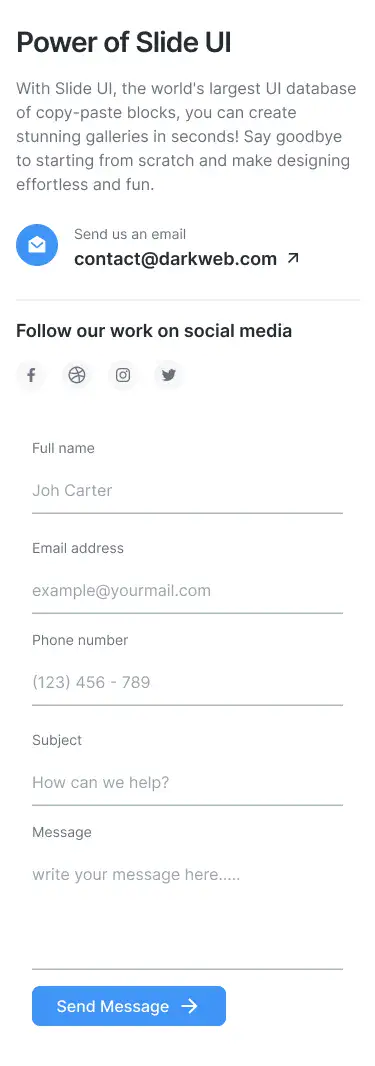 Power of Slide UI
With Slide UI, the world's largest UI database
of copy-paste blocks, you can create
stunning galleries in seconds! Say goodbye
to starting from scratch and make designing
effortless and fun.
Send us an email
contact@darkweb.com
Follow our work on social media
Full name
Joh Carter
Email address
example@yourmail.com
Phone number
(123) 456 - 789
Subject
How can we help?
Message
write your message here.....
Send Message